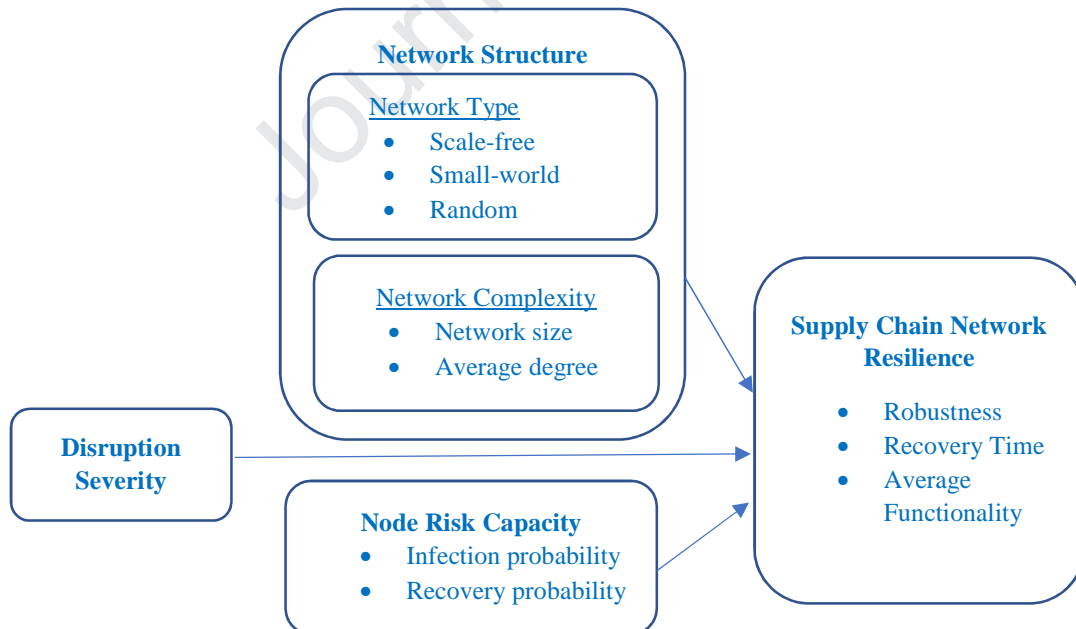 Journ
Network Structure
Network Type
• Scale-free
• Small-world
• Random
Network Complexity
• Network size
• Average degree
Disruption
Severity
Node Risk Capacity
• Infection probability
• Recovery probability
Supply Chain Network
Resilience
• Robustness
• Recovery Time
• Average
Functionality